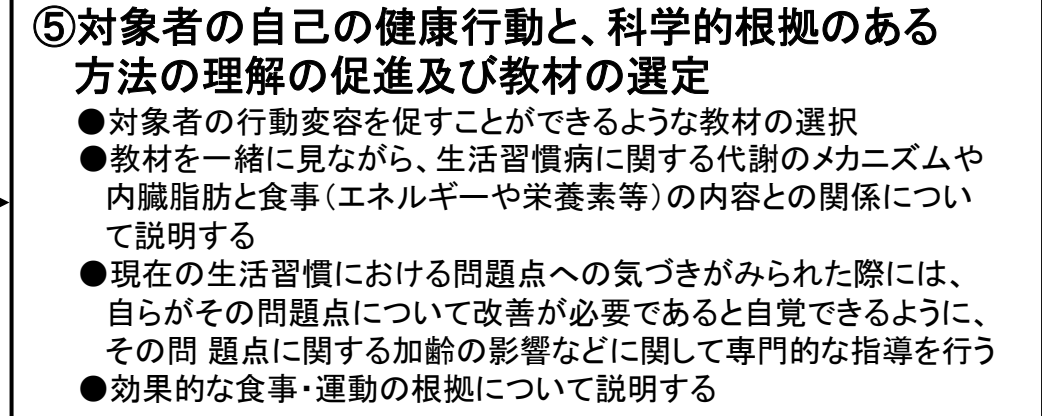 ⑤対象者の自己の健康行動と、科学的根拠のある
方法の理解の促進及び教材の選定
●対象者の行動変容を促すことができるような教材の選択
●教材を一緒に見ながら、生活習慣病に関する代謝のメカニズムや
内臓脂肪と食事（エネルギーや栄養素等）の内容との関係につい
て説明する
●現在の生活習慣における問題点への気づきがみられた際には、
自らがその問題点について改善が必要であると自覚できるように、
その問 題点に関する加齢の影響などに関して専門的な指導を行う
●効果的な食事・運動の根拠について説明する